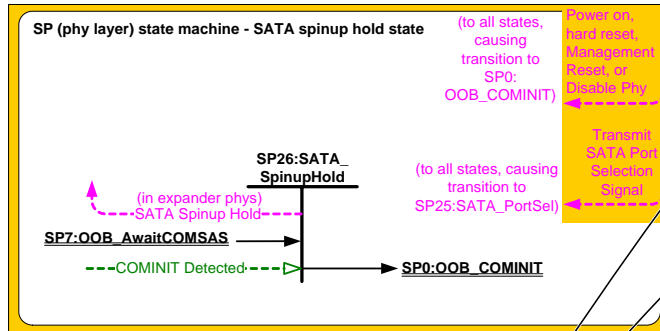 SP (phy layer) state machine - SATA spinup hold state
(to all states,
causing
transition to
SP0:
OOB_COMINIT)
Power on,
hard reset,
Management
Reset, or
Disable Phy
Transmit
SATA Port
Selection
Signal
(to all states, causing
transition to
SP25:SATA_PortSel)
SP26:SATA_
SpinupHold
(in expander phys)
SATA Spinup Hold
SP7:OOB_AwaitCOMSAS
COMINIT Detected
SP0:OOB_COMINIT